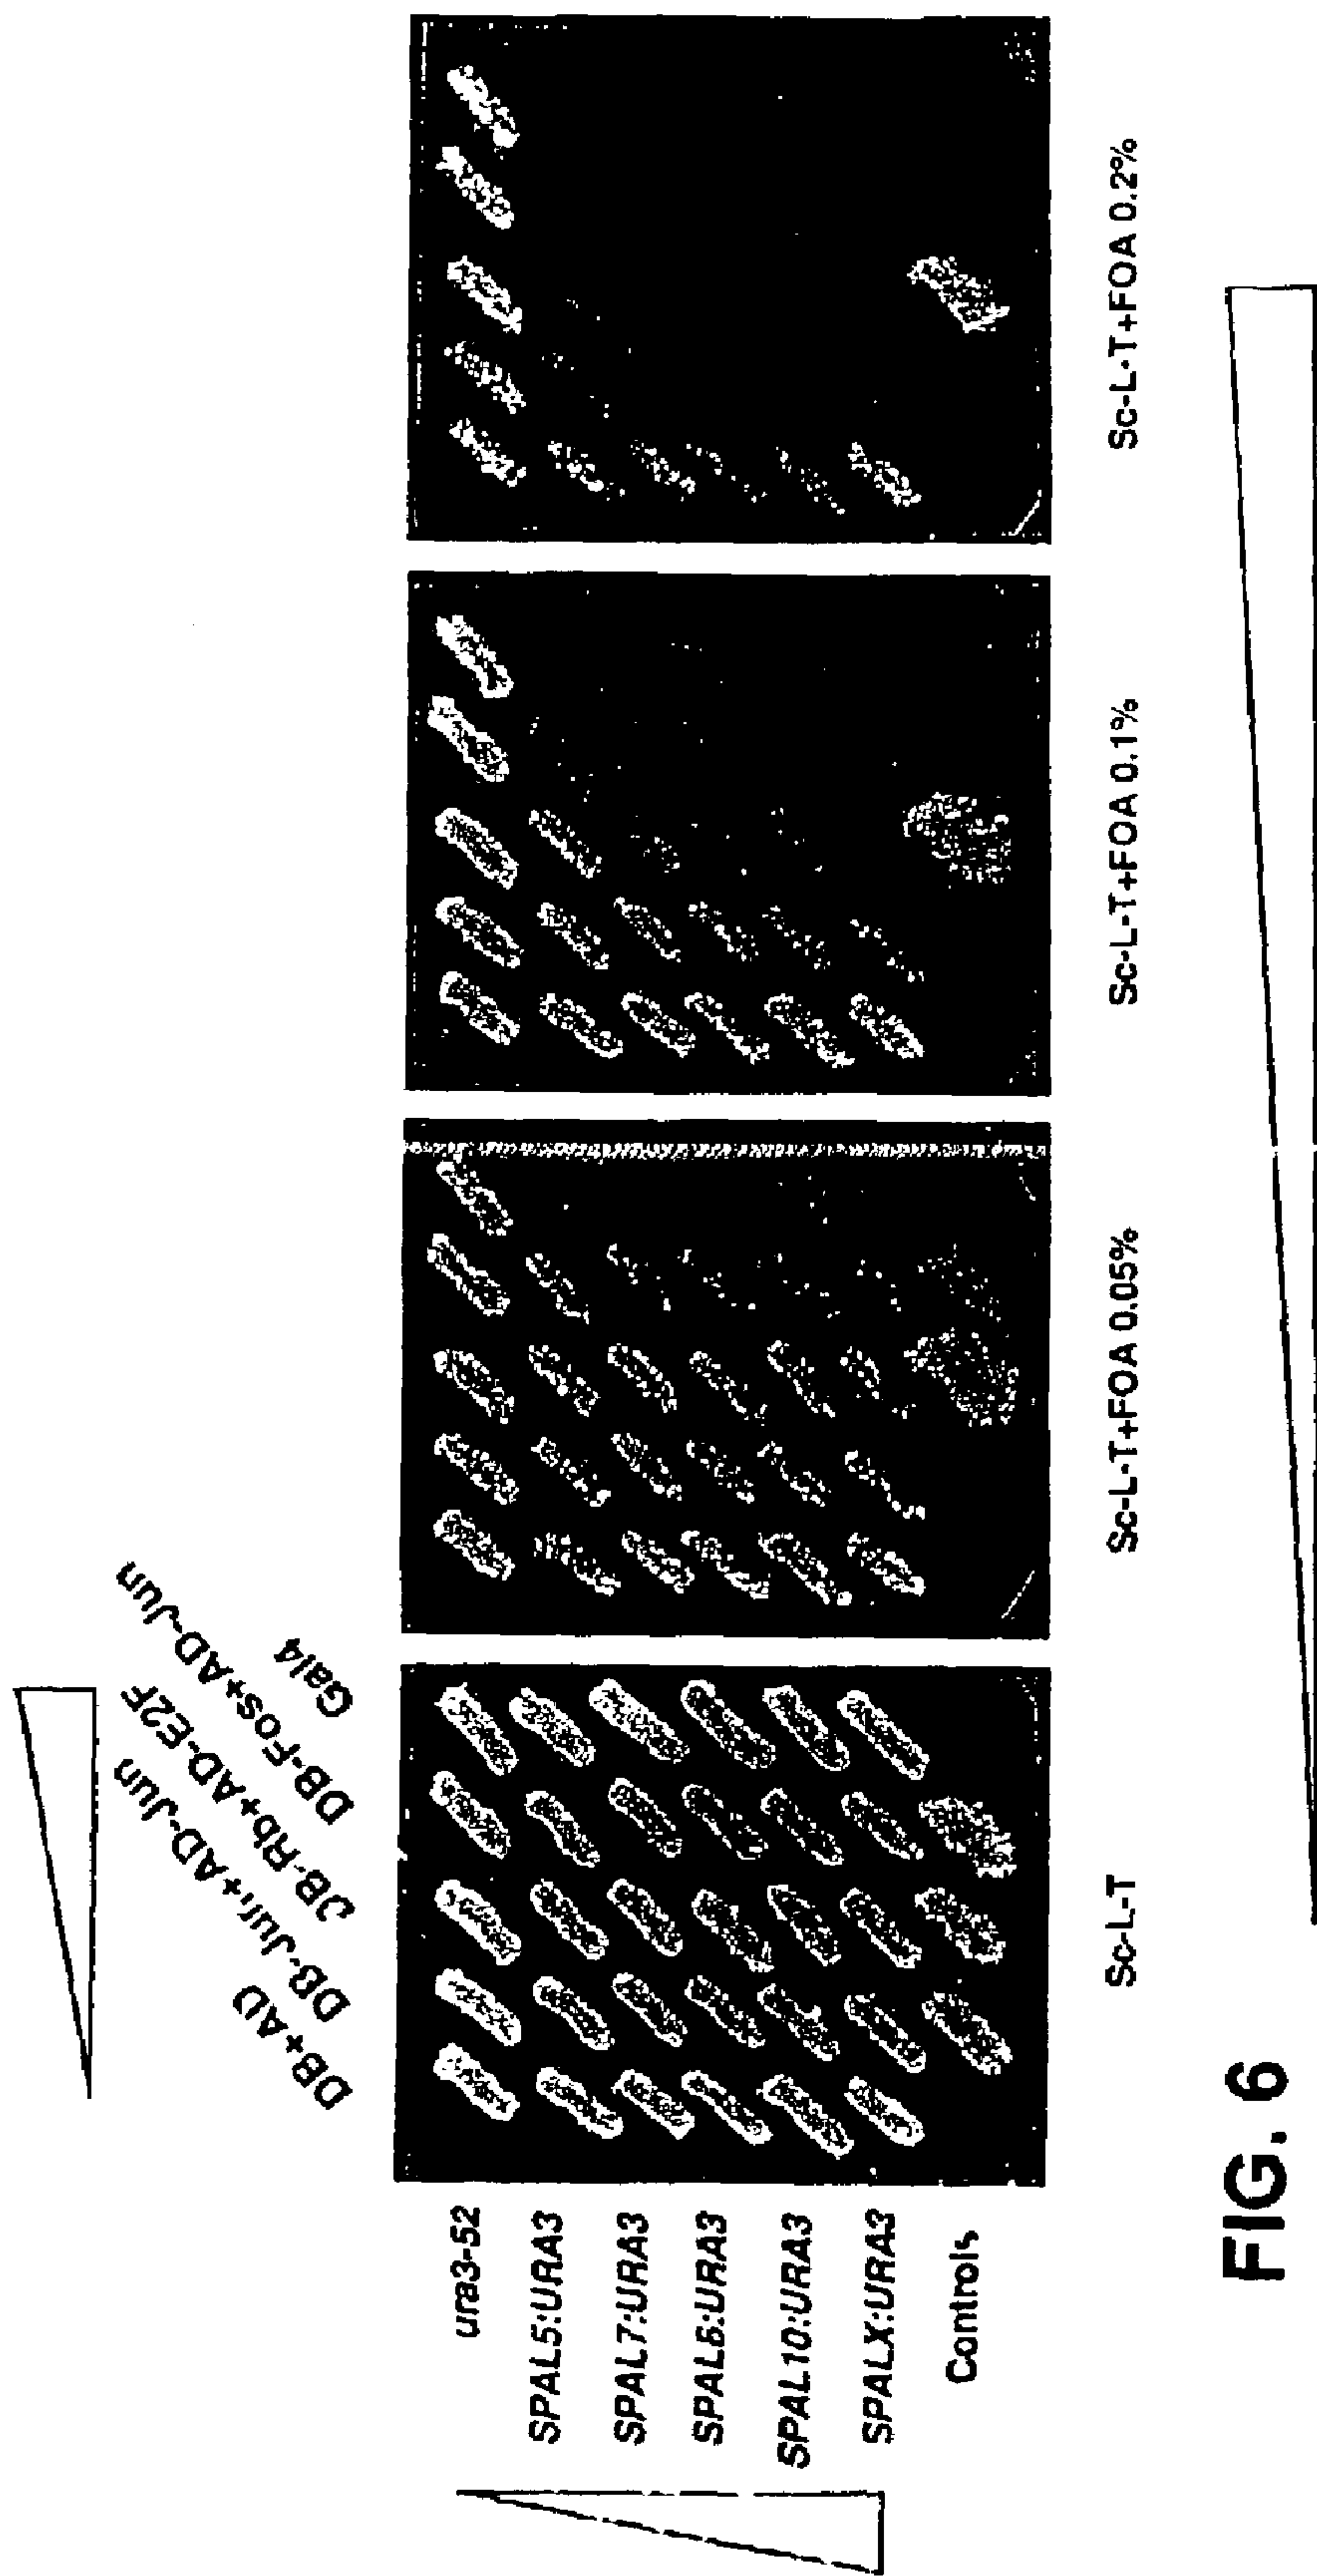 DB+AD
DB-Jun+AD-Jun
DB-Rb+AD-E2F
DB-Fos+AD-Jun
Gal4
ura3-52
SPAL5:URA3
SPAL7:URA3
SPAL8:URA3
SPAL10:URA3
SPALX:URA3
Controls
Sc-L-T
Sc-L-T+FOA 0.05%
Sc-L-T+FOA 0.1%
Sc-L-T+FOA 0.2%
FIG. 6